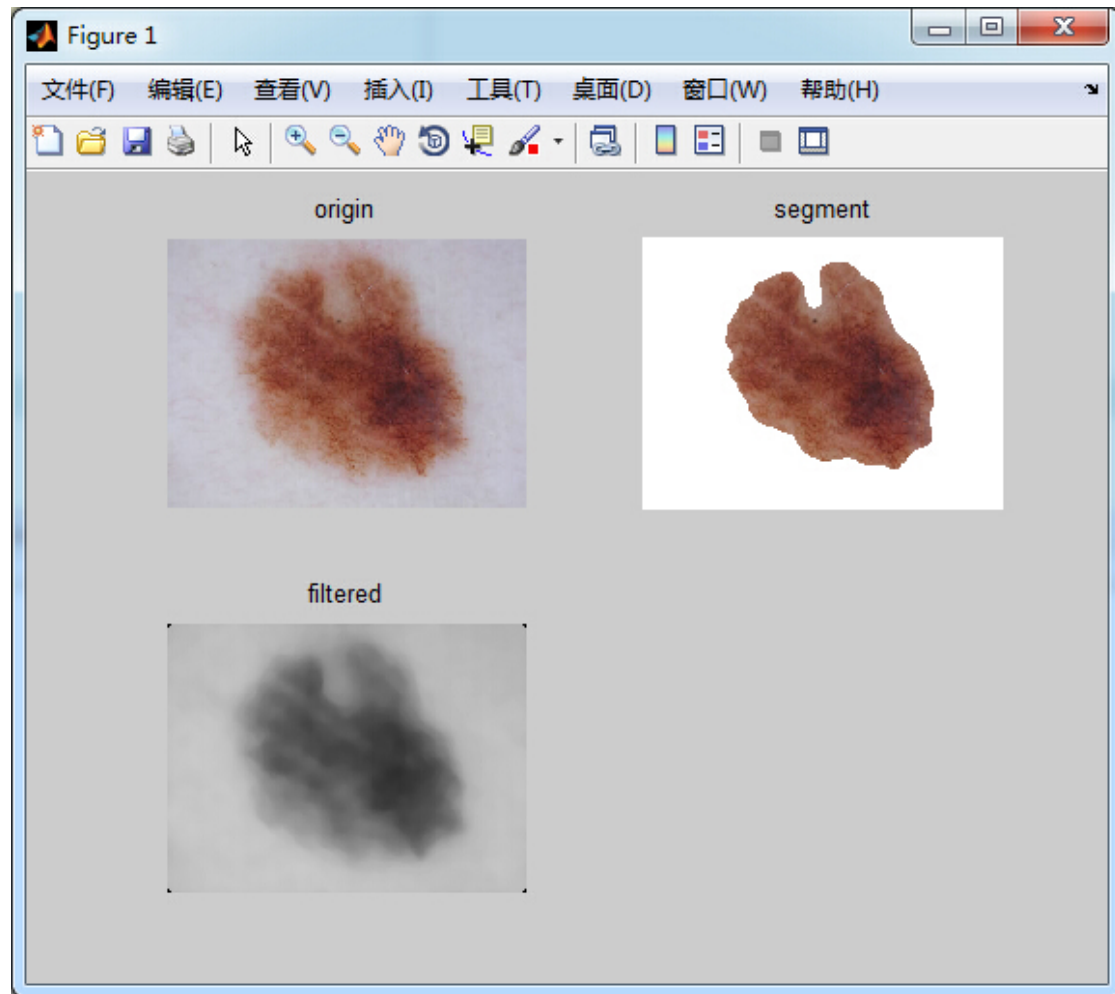 Figure 1
文件(F) 编辑(E) 查看(V) 插入(I) 工具(T) 桌面(D) 窗口(W) 帮助(H)
origin
segment
filtered